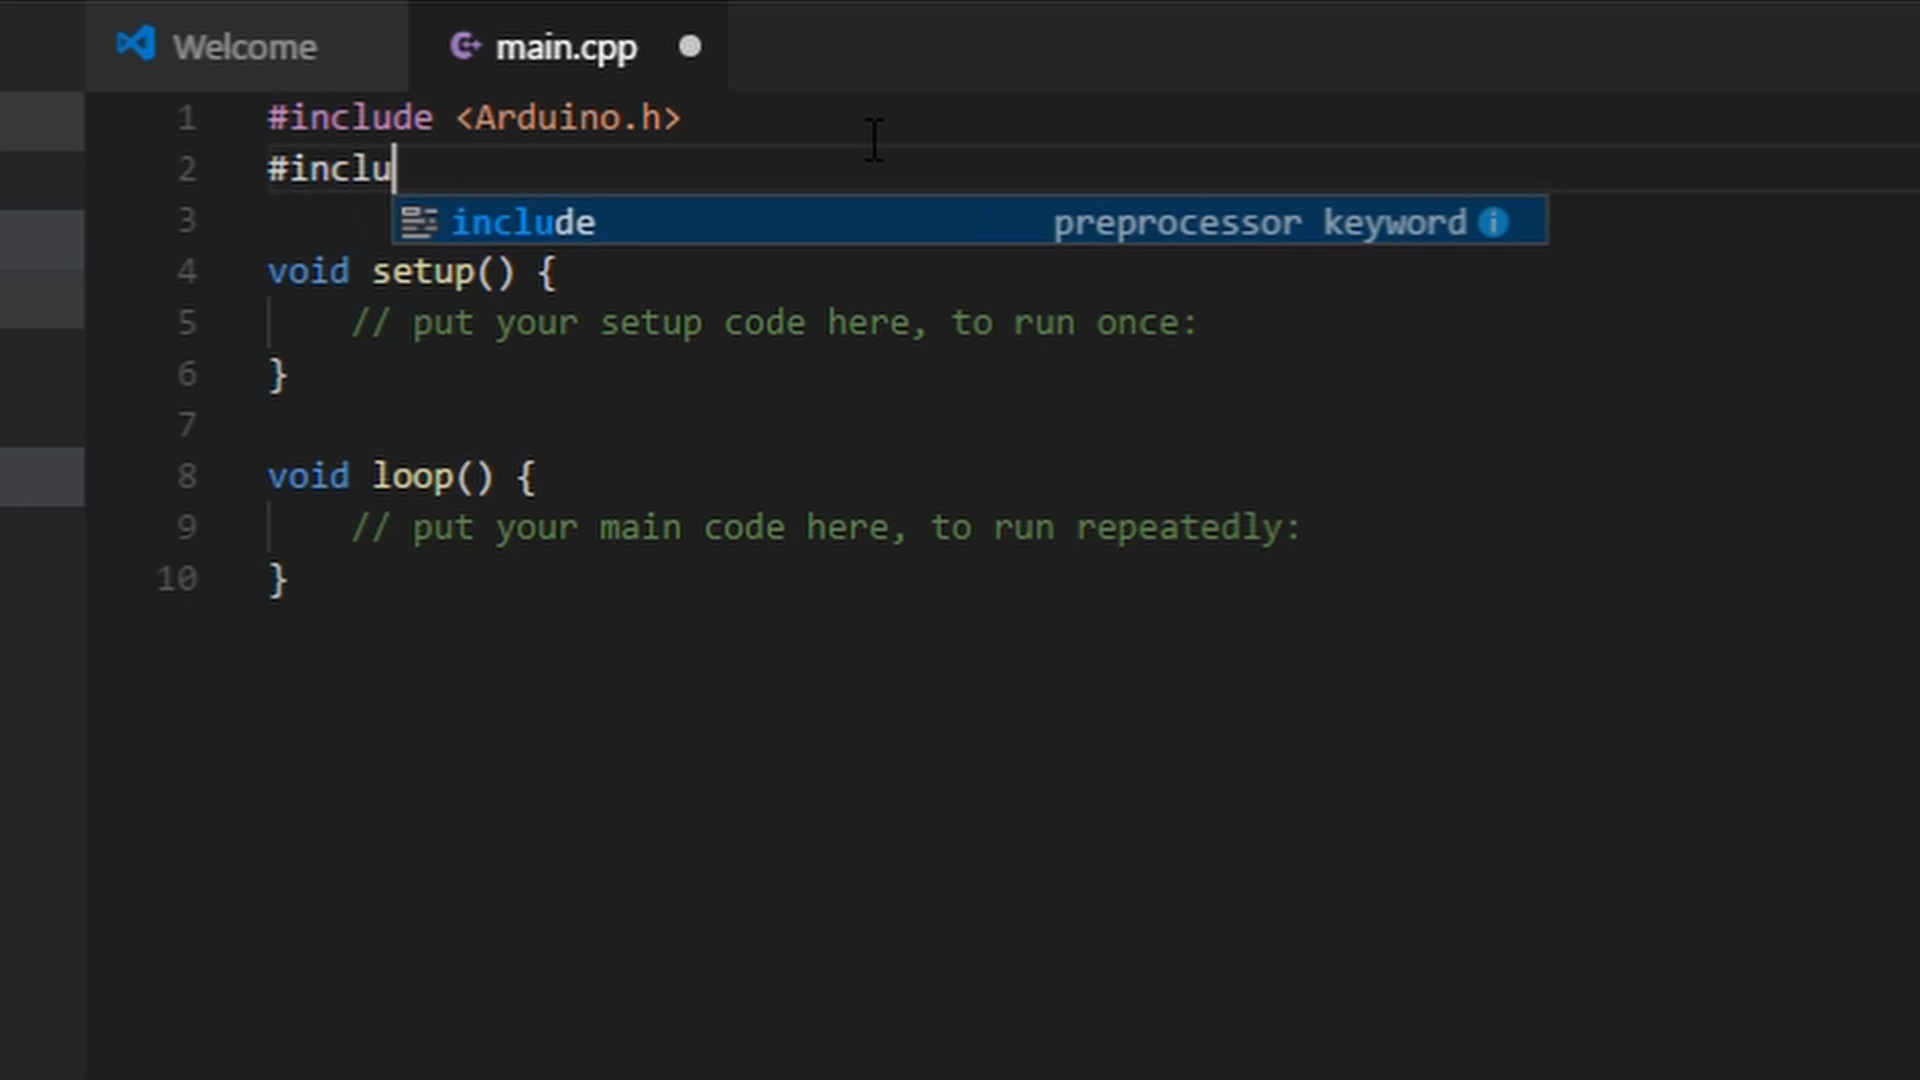 Welcome main.cpp
1 #include <Arduino.h>
2 #inclu
include preprocessor keyword
3
4 void setup() {
5 // put your setup code here, to run once:
6 }
7
8 void loop() {
9 // put your main code here, to run repeatedly:
10 }